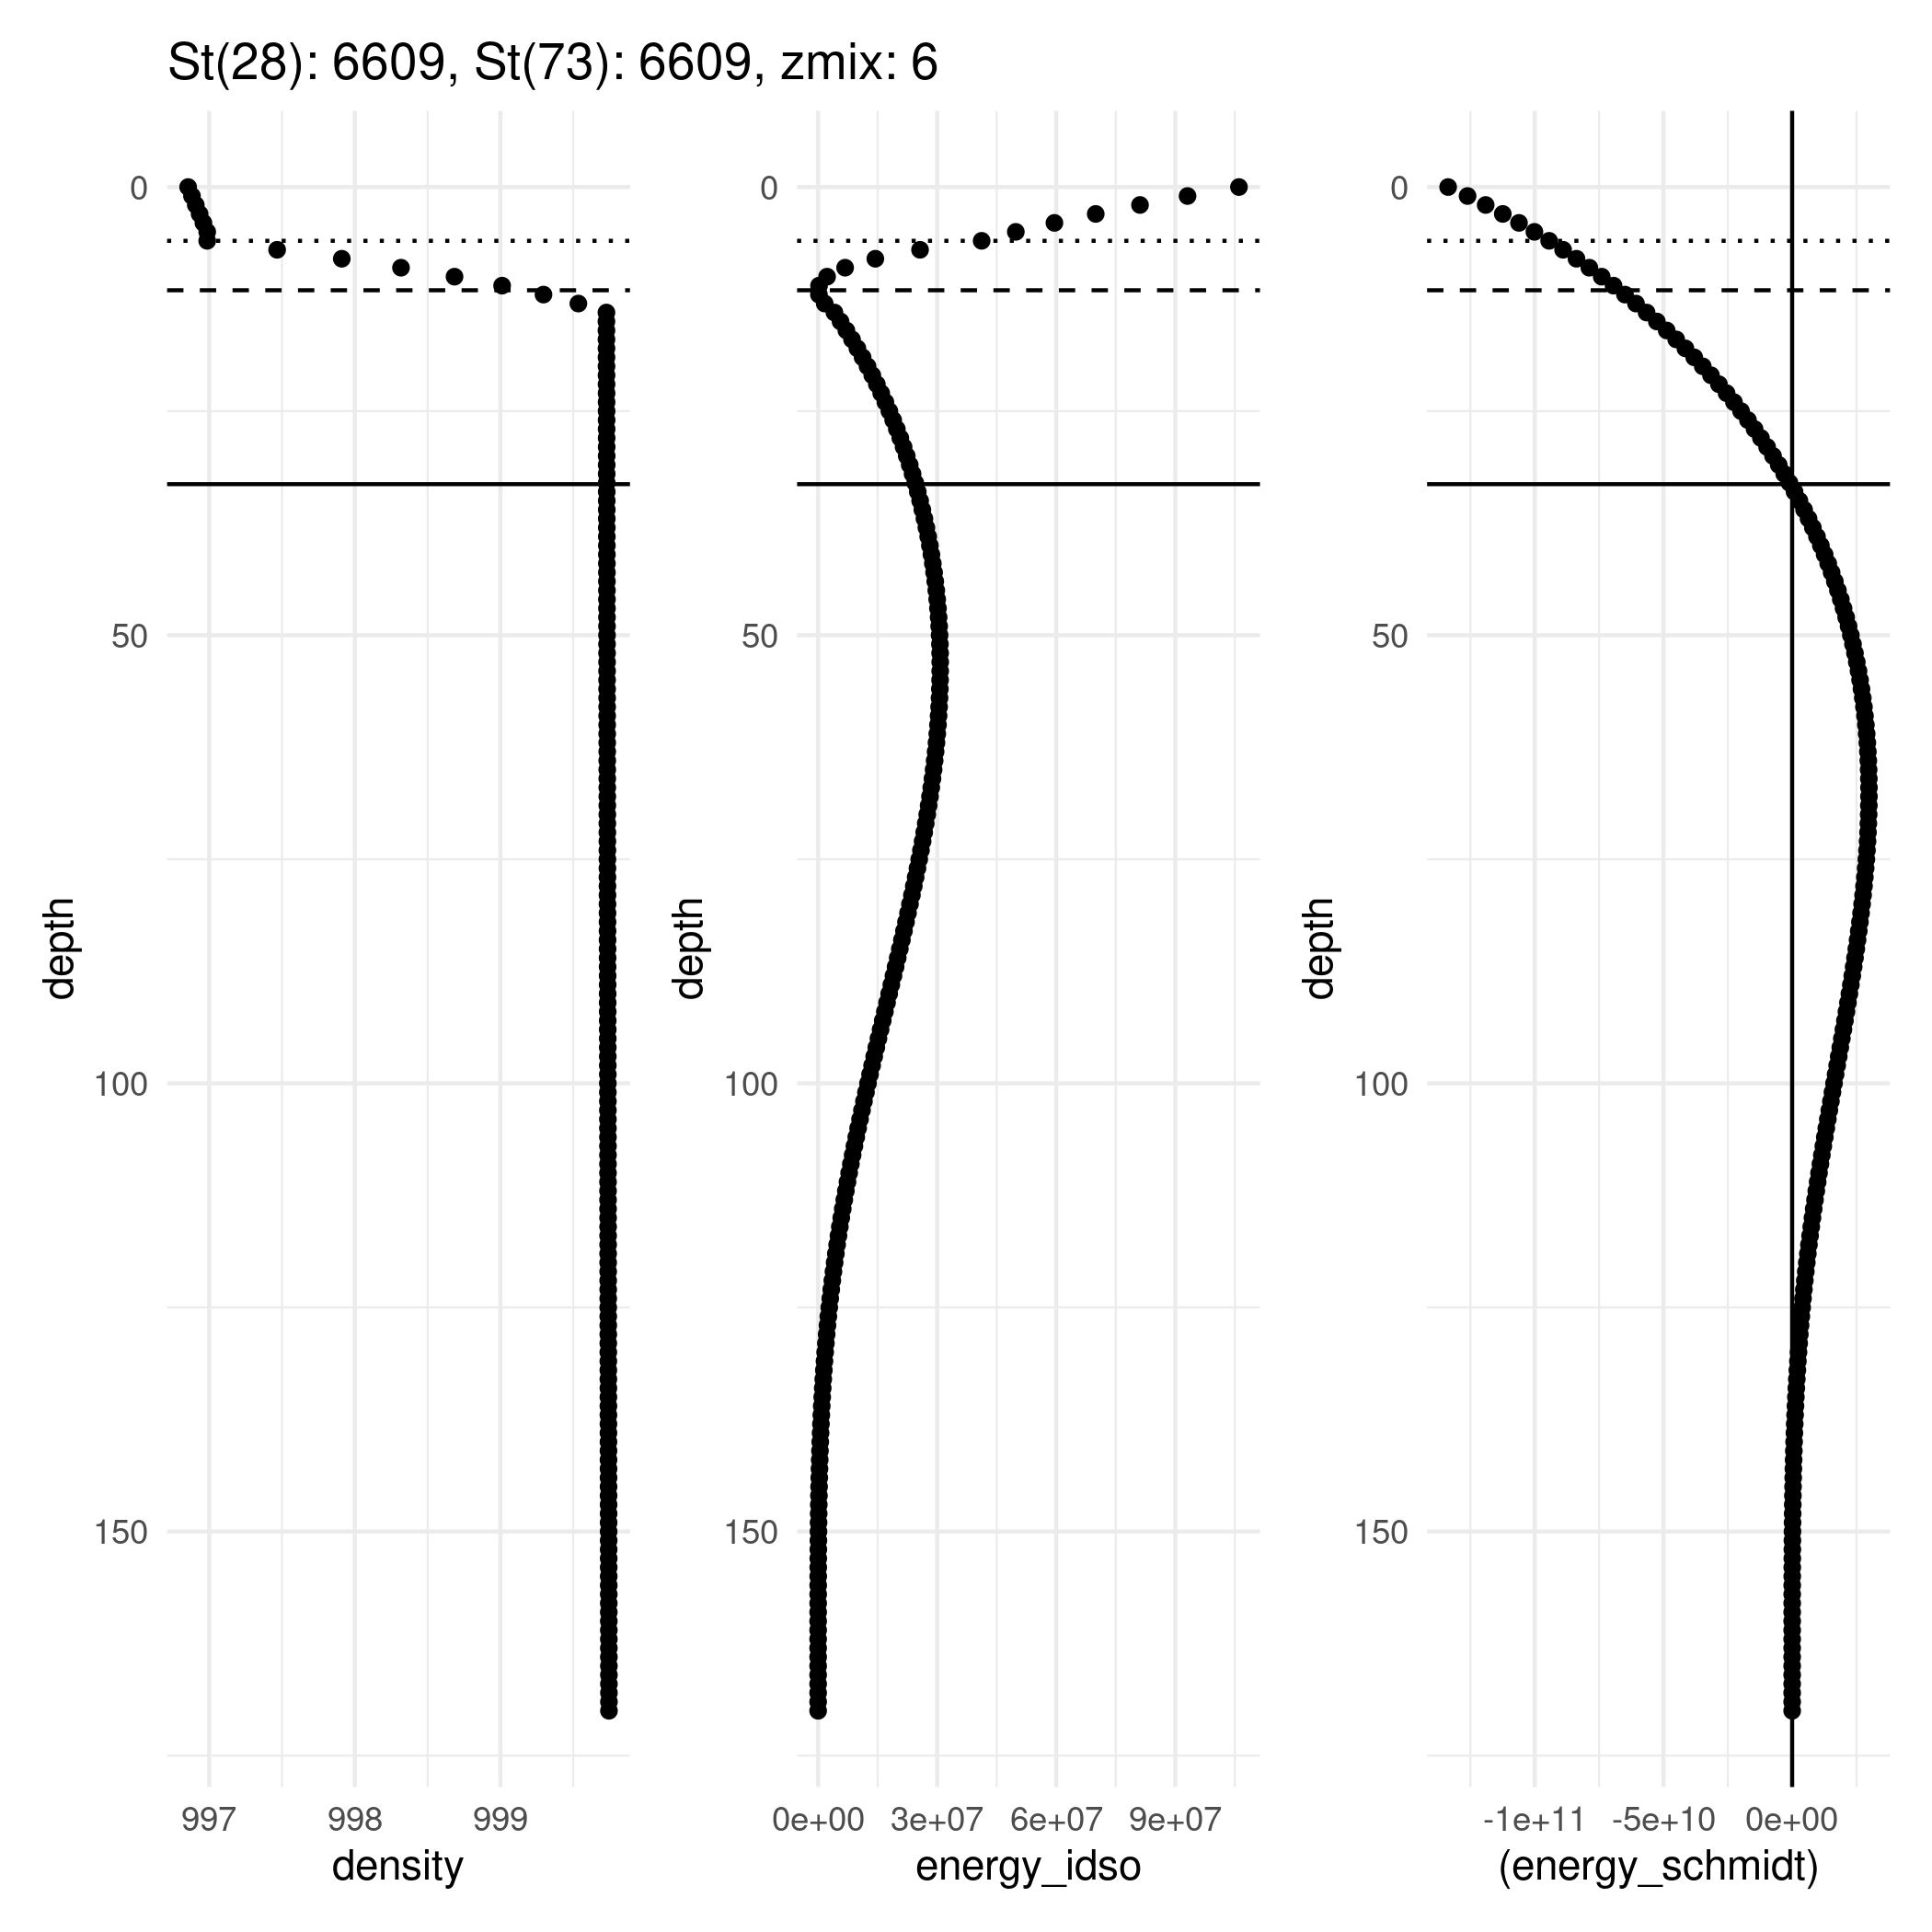 St(28): 6609, St(73): 6609, zmix: 6
0
50
100
150
depth
997 998 999
density
0
50
100
150
depth
0e+00 3e+07 6e+07 9e+07
energy_idso
0
50
100
150
depth
-1e+11 -5e+10 0e+00
(energy_schmidt)